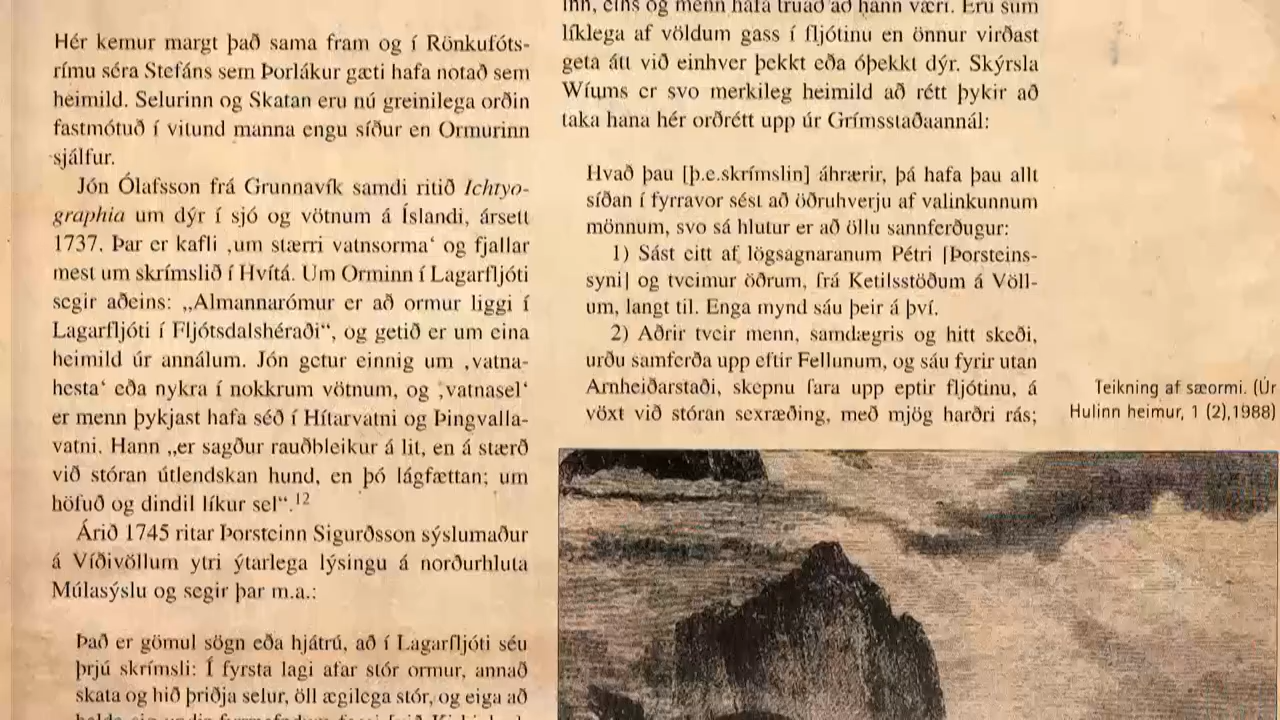 Hér kemur margt það sama fram og í Rönkufóts-
rímu séra Stefáns sem Þorlákur gæti hafa notað sem
heimild. Selurinn og Skatan eru nú greinilega orðin
fastmótuð í vitund manna engu síður en Ormurinn
sjálfur.
Jón Ólafsson frá Grunnavík samdi ritið Ichtyo-
graphia um dýr í sjó og vötnum á Íslandi, ársett
1737. Þar er kafli ‚um stærri vatnsorma‘ og fjallar
mest um skrímslið í Hvítá. Um Orminn í Lagarfljóti
segir aðeins: „Almannarómur er að ormur liggi í
Lagarfljóti í Fljótsdalshéraði“, og getið er um eina
heimild úr annálum. Jón getur einnig um ‚vatna-
hesta‘ eða nykra í nokkrum vötnum, og ‚vatnasel‘
er menn þykjast hafa séð í Hítarvatni og Þingvalla-
vatni. Hann „er sagður rauðbleikur á lit, en á stærð
við stóran útlendskan hund, en þó lágfættan; um
höfuð og dindil líkur sel“.12
Árið 1745 ritar Þorsteinn Sigurðsson sýslumaður
á Víðivöllum ytri ýtarlega lýsingu á norðurhluta
Múlasýslu og segir þar m.a.:
Það er gömul sögn eða hjátrú, að í Lagarfljóti séu
þrjú skrímsli: Í fyrsta lagi afar stór ormur, annað
skata og hið þriðja selur, öll ægilega stór, og eiga að
inn, eins og menn hafa trúað að hann væri. Eru sum
líklega af völdum gass í fljótinu en önnur virðast
geta átt við einhver þekkt eða óþekkt dýr. Skýrsla
Wíums er svo merkileg heimild að rétt þykir að
taka hana hér orðrétt upp úr Grímsstaðaannál:
Hvað þau [þ.e.skrímslin] áhrærir, þá hafa þau allt
síðan í fyrravor sést að öðruhverju af valinkunnum
mönnum, svo sá hlutur er að öllu sannferðugur:
1) Sást eitt af lögsagnaranum Pétri [Þorsteins-
syni] og tveimur öðrum, frá Ketilsstöðum á Völl-
um, langt til. Enga mynd sáu þeir á því.
2) Aðrir tveir menn, samdægris og hitt skeði,
urðu samferða upp eftir Fellunum, og sáu fyrir utan
Arnheiðarstaði, skepnu fara upp eptir fljótinu, á
vöxt við stóran sexræðing, með mjög harðri rás;
Teikning af sæormi. (Úr
Hulinn heimur, 1 (2),1988)